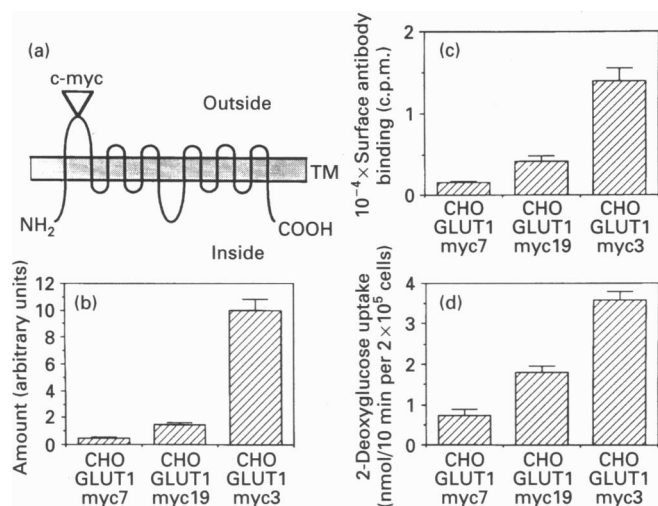 (a)
c-myc
Outside
TM
NH₂
COOH
Inside
(b)
Amount (arbitrary units)
12
10
8
6
4
2
0
CHO CHO CHO
GLUT1 GLUT1 GLUT1
myc7 myc19 myc3
(c)
10⁻⁴ × Surface antibody
binding (c.p.m.)
2
1
0
CHO CHO CHO
GLUT1 GLUT1 GLUT1
myc7 myc19 myc3
(d)
2-Deoxyglucose uptake
(nmol/10 min per 2 × 10⁵ cells)
4
3
2
1
0
CHO CHO CHO
GLUT1 GLUT1 GLUT1
myc7 myc19 myc3